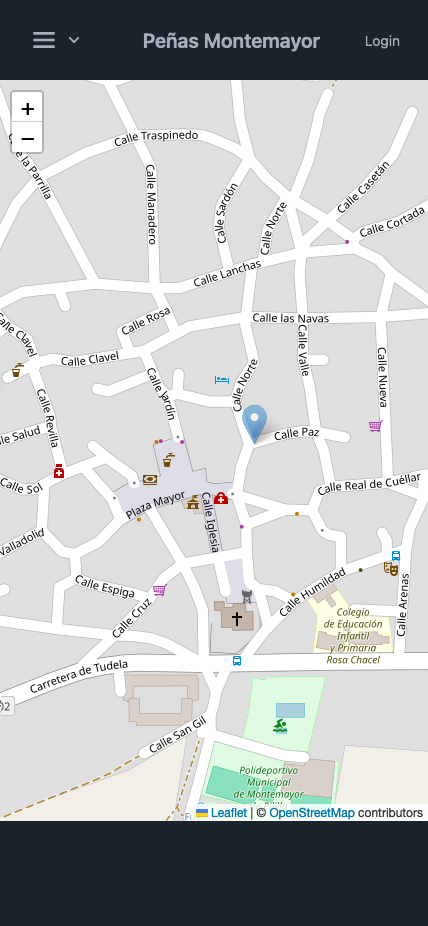 Peñas Montemayor
Login
+
−
Calle Traspinedo
Calle la Parrilla
Calle Manadero
Calle Sardón
Calle Norte
Calle Casetán
Calle Cortada
Calle Lanchas
Calle Rosa
Calle las Navas
Calle Clavel
Calle Clavel
Calle Valle
Calle Nueva
Calle Norte
Calle Jardín
Calle Revilla
Calle Paz
Calle Salud
Calle Sol
Calle Real de Cuéllar
Plaza Mayor
Calle Iglesia
Valladolid
Calle Espiga
Calle Humildad
Calle Arenas
Calle Cruz
Colegio
de Educación
Infantil
y Primaria
Rosa Chacel
Carretera de Tudela
Calle San Gil
Polideportivo
Municipal
de Montemayor
Leaflet | © OpenStreetMap contributors